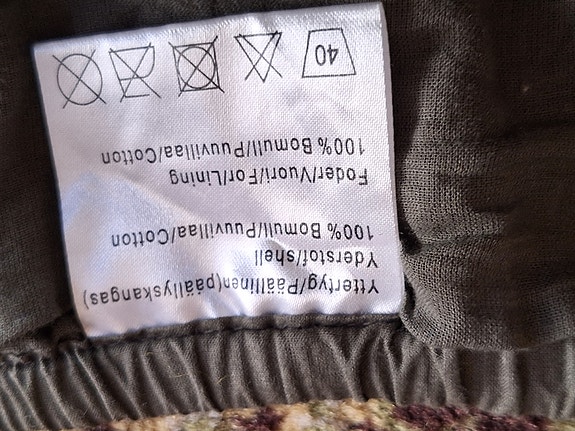 Yttertyg/Päällinen(päällyskangas)
Yderstof/shell
100% Bomull/Puuvillaa/Cotton
Foder/Vuori/For/Lining
100% Bomull/Puuvillaa/Cotton
40